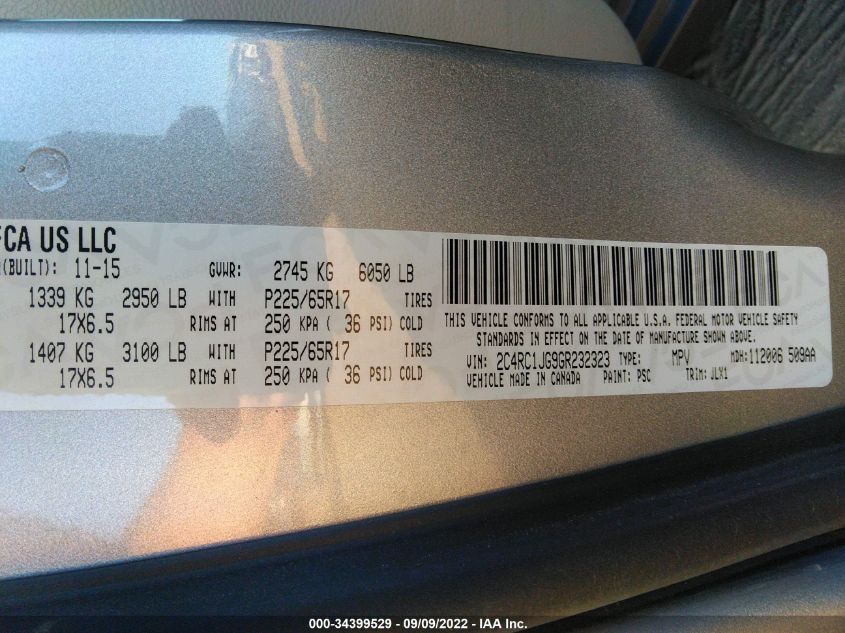 FCA US LLC
(BUILT): 11-15 GVWR: 2745 KG 6050 LB
1339 KG 2950 LB WITH P225/65R17 TIRES
17X6.5 RIMS AT 250 KPA ( 36 PSI) COLD
1407 KG 3100 LB WITH P225/65R17 TIRES
17X6.5 RIMS AT 250 KPA ( 36 PSI) COLD
THIS VEHICLE CONFORMS TO ALL APPLICABLE U.S.A. FEDERAL MOTOR VEHICLE SAFETY
STANDARDS IN EFFECT ON THE DATE OF MANUFACTURE SHOWN ABOVE.
VIN: 2C4RC1JG9GR232323 TYPE: MPV MDH:112006 509AA
VEHICLE MADE IN CANADA PAINT: PSC TRIM: JLX1
000-34399529 - 09/09/2022 - IAA Inc.